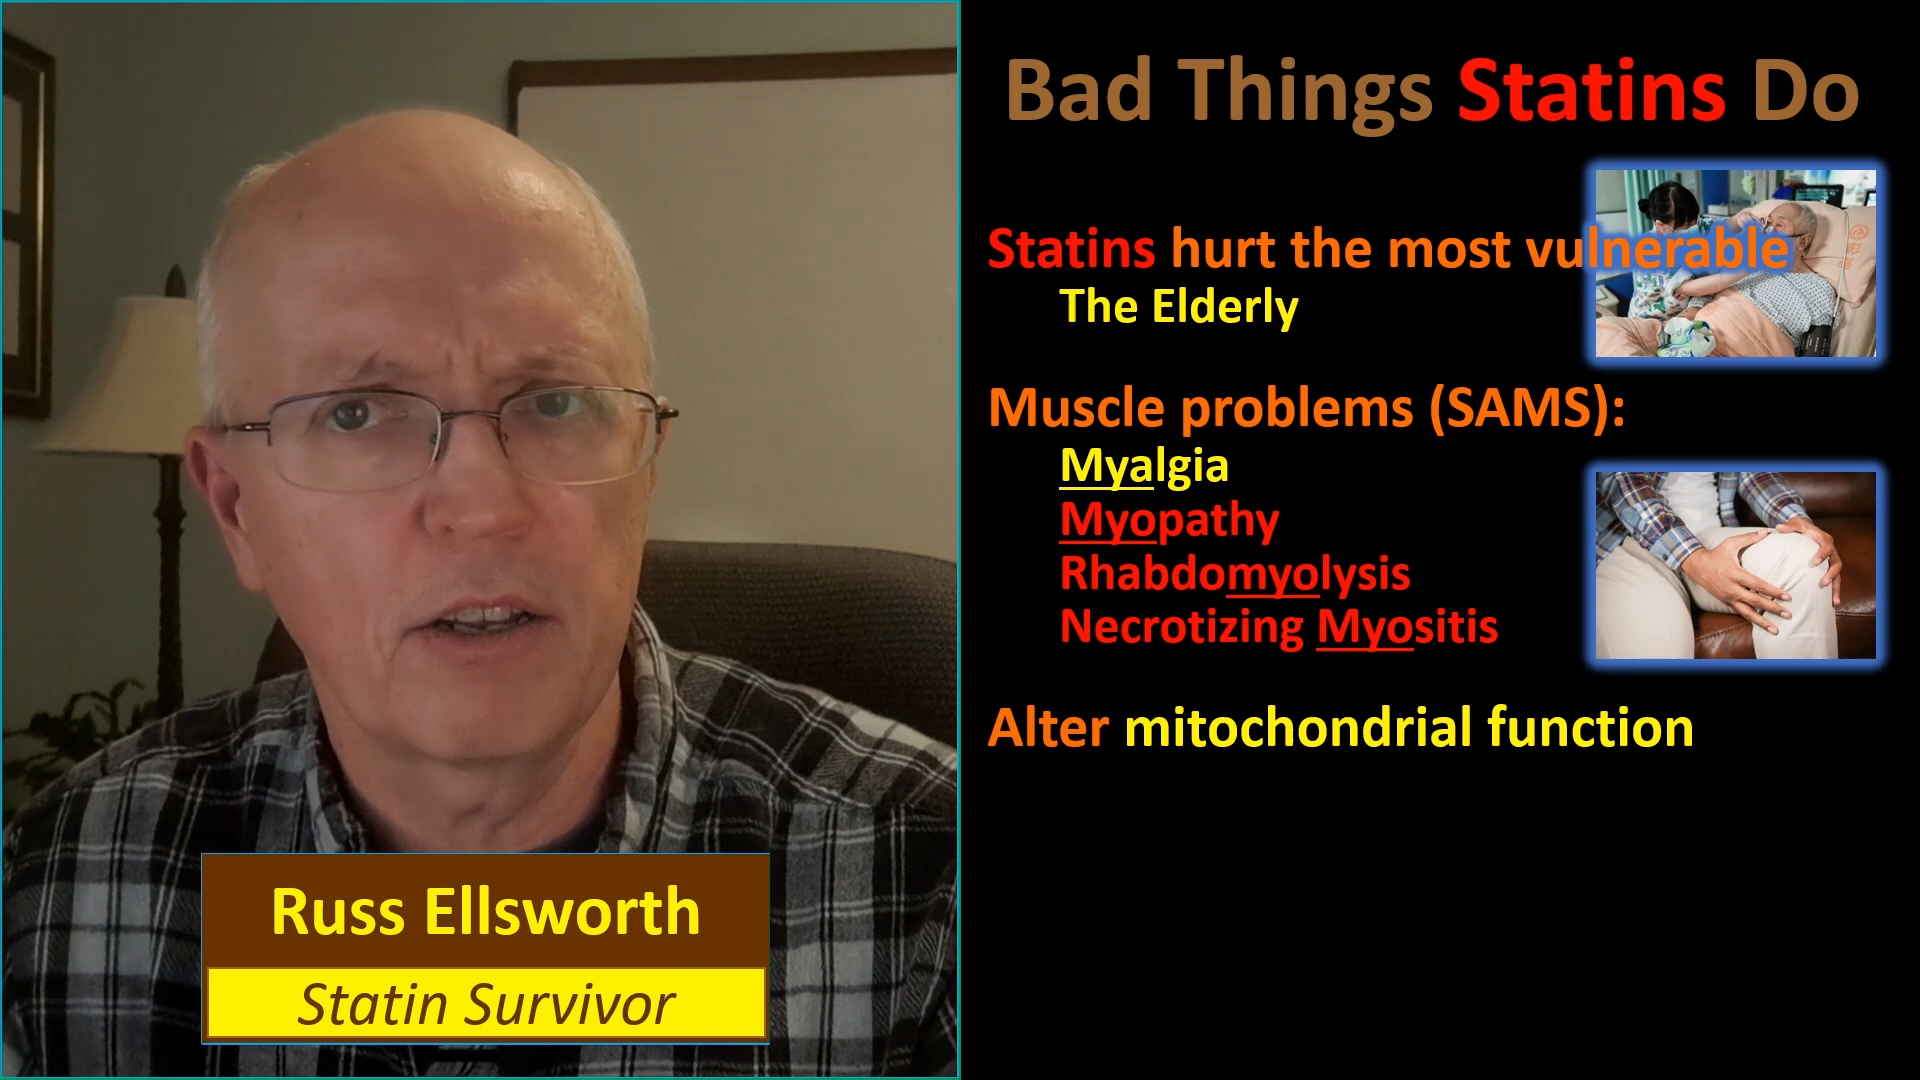 Bad Things Statins Do
Statins hurt the most vulnerable
The Elderly
Muscle problems (SAMS):
Myalgia
Myopathy
Rhabdomyolysis
Necrotizing Myositis
Alter mitochondrial function
Russ Ellsworth
Statin Survivor